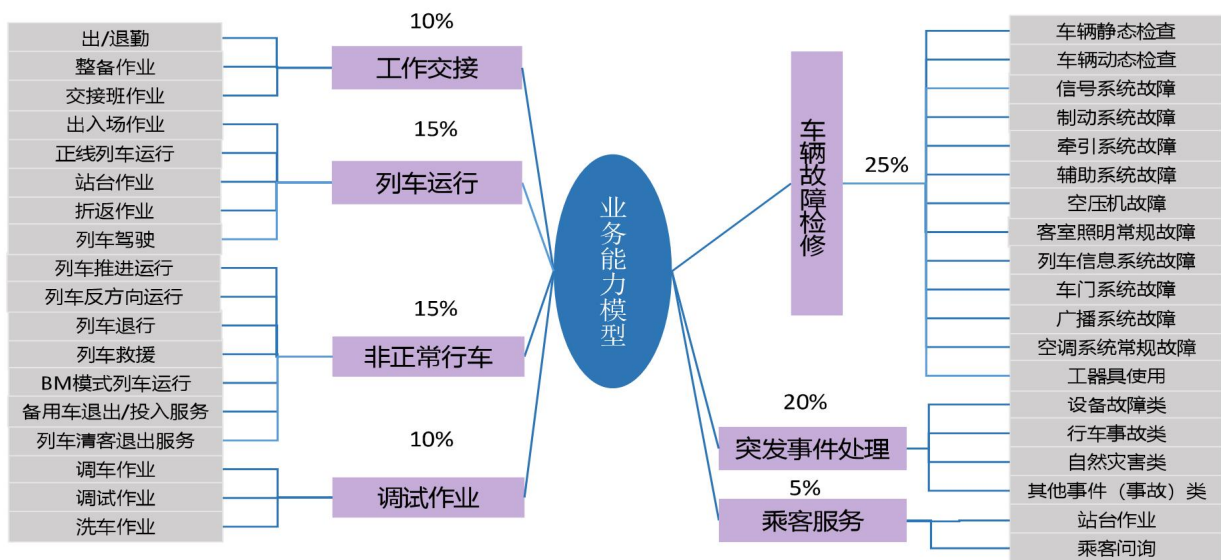 10%
出/退勤
整备作业
交接班作业
工作交接
15%
出入场作业
正线列车运行
站台作业
折返作业
列车驾驶
列车运行
15%
列车推进运行
列车反方向运行
列车退行
列车救援
BM模式列车运行
备用车退出/投入服务
列车清客退出服务
非正常行车
10%
调车作业
调试作业
洗车作业
调试作业
业务能力模型
车辆故障检修
25%
车辆静态检查
车辆动态检查
信号系统故障
制动系统故障
牵引系统故障
辅助系统故障
空压机故障
客室照明常规故障
列车信息系统故障
车门系统故障
广播系统故障
空调系统常规故障
工器具使用
20%
突发事件处理
设备故障类
行车事故类
自然灾害类
其他事件（事故）类
5%
乘客服务
站台作业
乘客问询